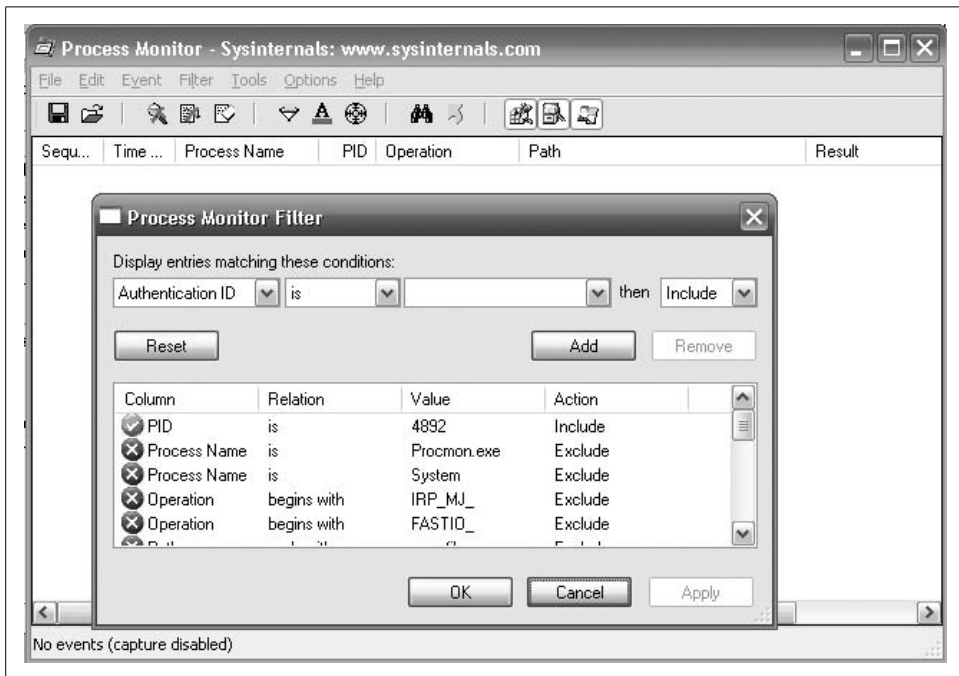 Process Monitor - Sysinternals: www.sysinternals.com
File Edit Event Filter Tools Options Help
Sequ... Time ... Process Name PID Operation Path Result
Process Monitor Filter
Display entries matching these conditions:
Authentication ID is then Include
Reset Add Remove
Column Relation Value Action
PID is 4892 Include
Process Name is Procmon.exe Exclude
Process Name is System Exclude
Operation begins with IRP_MJ_ Exclude
Operation begins with FASTIO_ Exclude
OK Cancel Apply
No events (capture disabled)